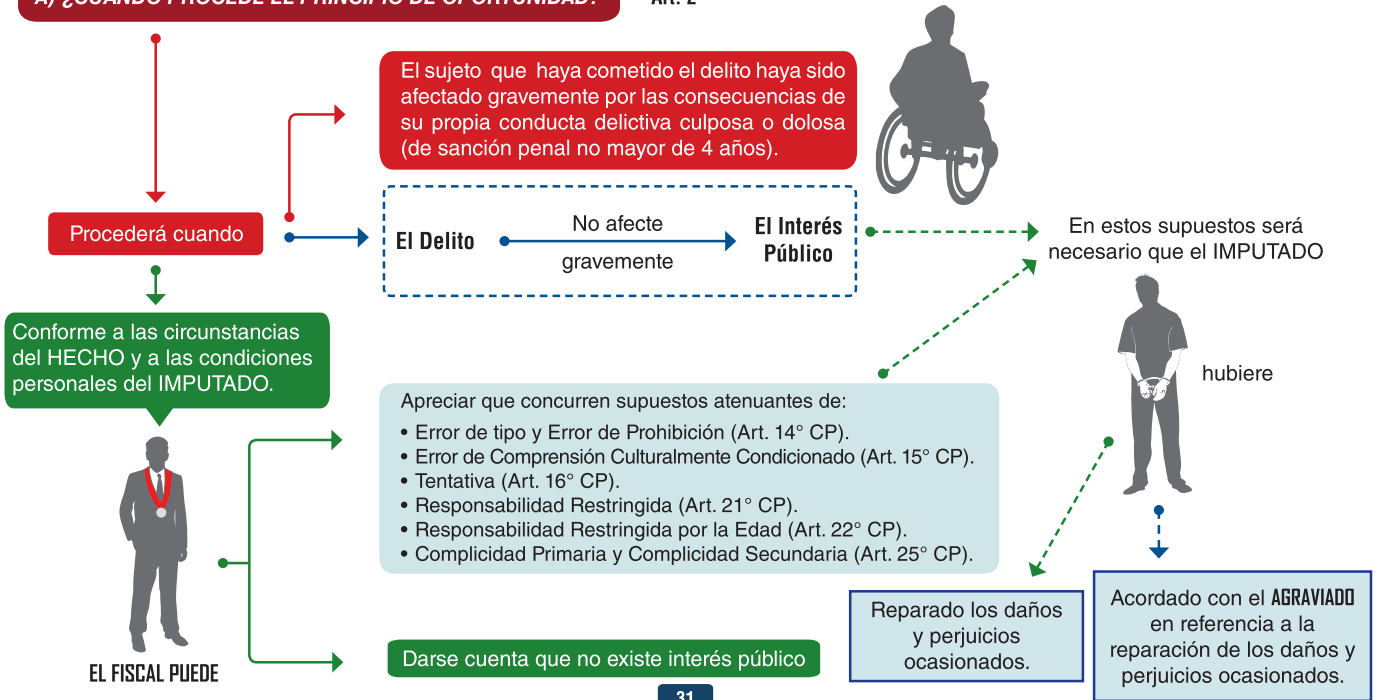 A) ¿CUÁNDO PROCEDE EL PRINCIPIO DE OPORTUNIDAD?
Art. 2
El sujeto que haya cometido el delito haya sido
afectado gravemente por las consecuencias de
su propia conducta delictiva culposa o dolosa
(de sanción penal no mayor de 4 años).
Procederá cuando
El Delito
No afecte
gravemente
El Interés
Público
En estos supuestos será
necesario que el IMPUTADO
hubiere
Conforme a las circunstancias
del HECHO y a las condiciones
personales del IMPUTADO.
Apreciar que concurren supuestos atenuantes de:
• Error de tipo y Error de Prohibición (Art. 14° CP).
• Error de Comprensión Culturalmente Condicionado (Art. 15° CP).
• Tentativa (Art. 16° CP).
• Responsabilidad Restringida (Art. 21° CP).
• Responsabilidad Restringida por la Edad (Art. 22° CP).
• Complicidad Primaria y Complicidad Secundaria (Art. 25° CP).
EL FISCAL PUEDE
Darse cuenta que no existe interés público
Reparado los daños
y perjuicios
ocasionados.
Acordado con el AGRAVIADO
en referencia a la
reparación de los daños y
perjuicios ocasionados.
31